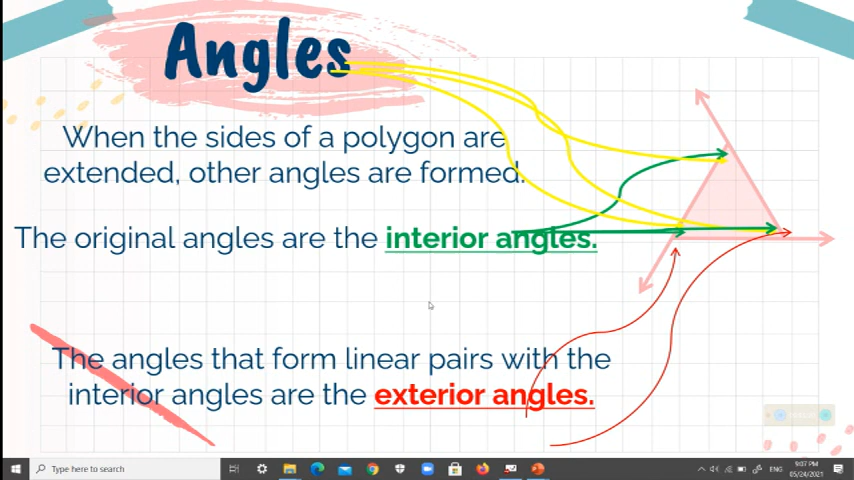 Angles
When the sides of a polygon are
extended, other angles are formed.
The original angles are the interior angles.
The angles that form linear pairs with the
interior angles are the exterior angles.
Type here to search
ENG
9:07 PM
05/24/2021